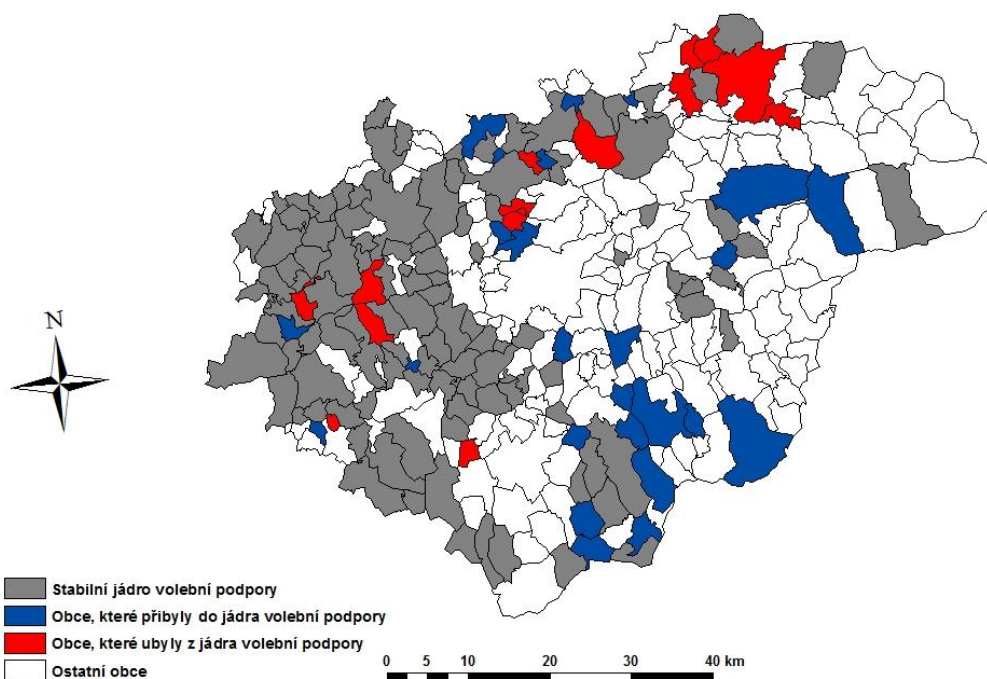 N
Stabilní jádro volební podpory
Obce, které přibyly do jádra volební podpory
Obce, které ubyly z jádra volební podpory
Ostatní obce
0 5 10 20 30 40 km